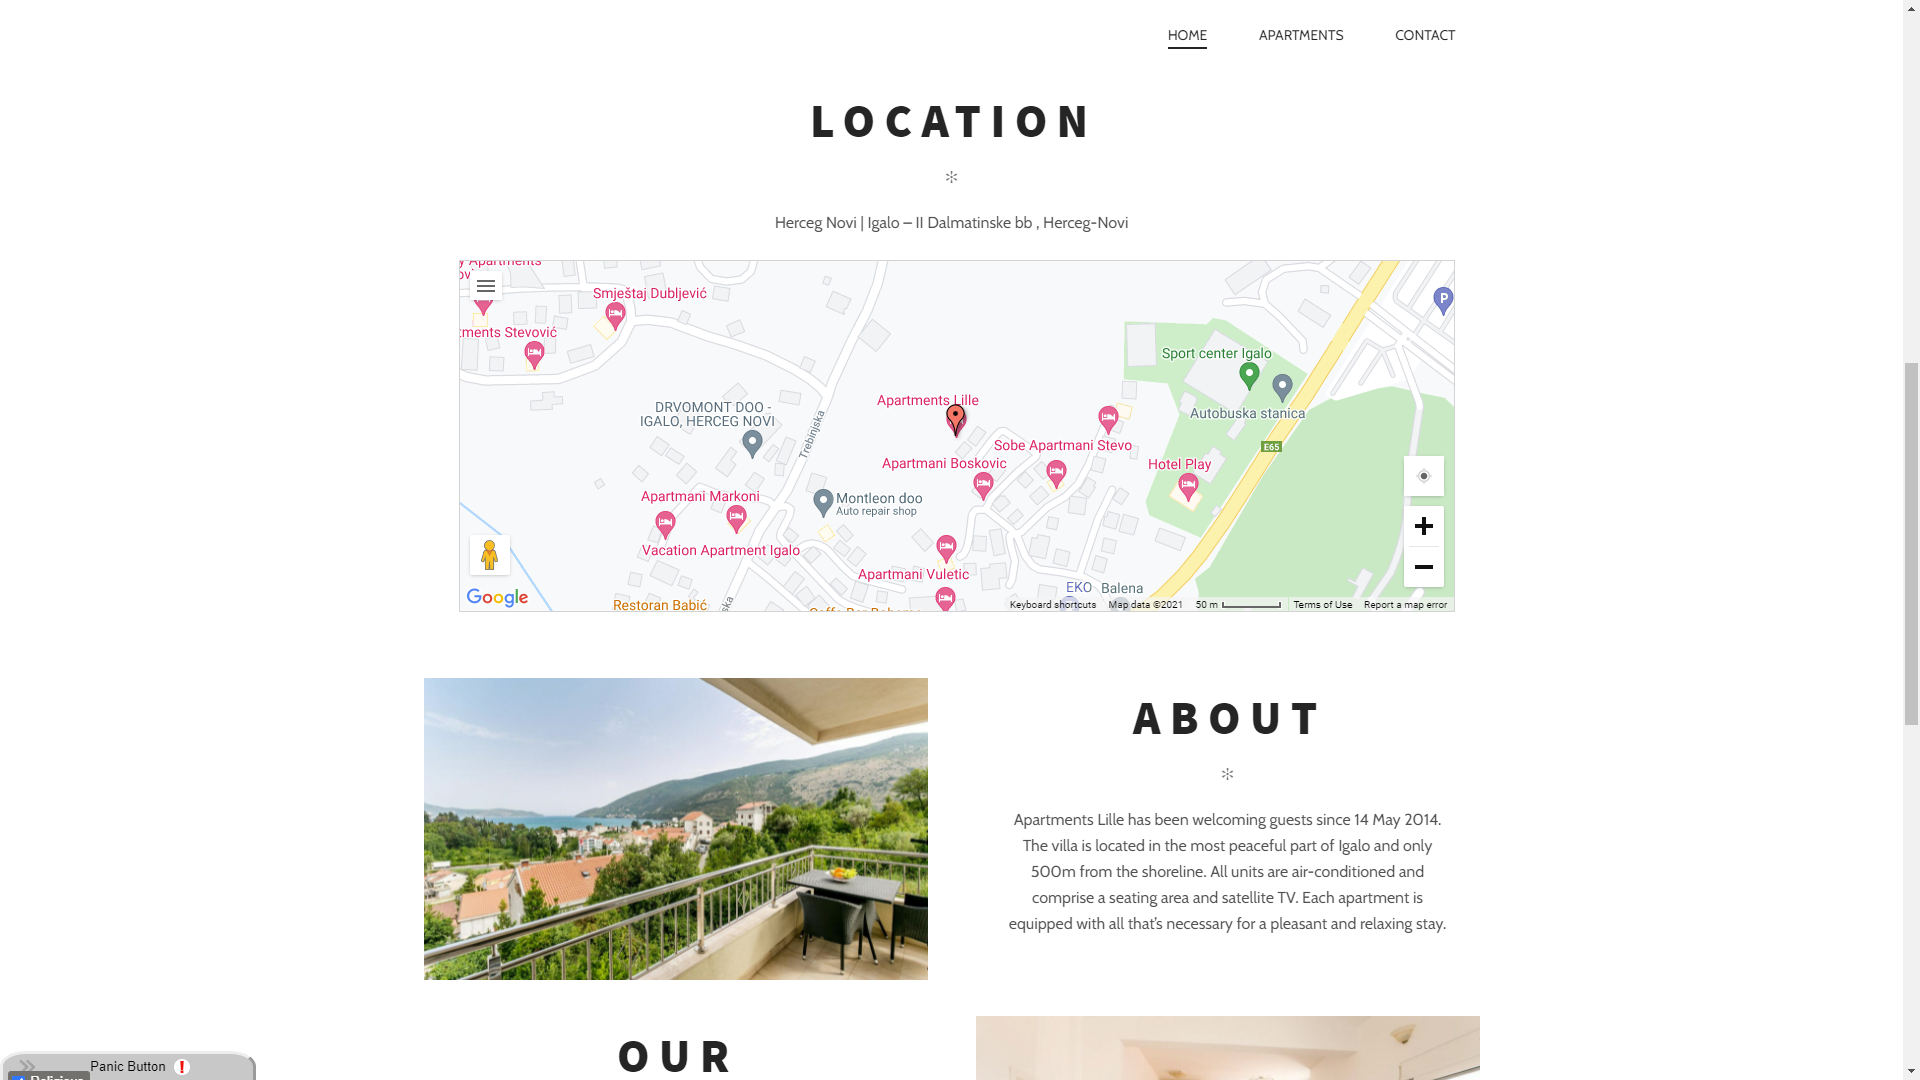 HOME
APARTMENTS
CONTACT
LOCATION
Herceg Novi | Igalo – II Dalmatinske bb , Herceg-Novi
y Apartments
Smještaj Dubljević
tments Stevović
P
Sport center Igalo
Autobuska stanica
DRVOMONT DOO -
IGALO, HERCEG NOVI
Trebinjska
Apartments Lille
Sobe Apartmani Stevo
E65
Apartmani Boskovic
Hotel Play
Apartmani Markoni
Montleon doo
Auto repair shop
Vacation Apartment Igalo
Apartmani Vuletic
EKO
Balena
Restoran Babić
Google
Keyboard shortcuts
Map data ©2021
50 m
Terms of Use
Report a map error
ABOUT
Apartments Lille has been welcoming guests since 14 May 2014.
The villa is located in the most peaceful part of Igalo and only
500m from the shoreline. All units are air-conditioned and
comprise a seating area and satellite TV. Each apartment is
equipped with all that's necessary for a pleasant and relaxing stay.
OUR
Panic Button